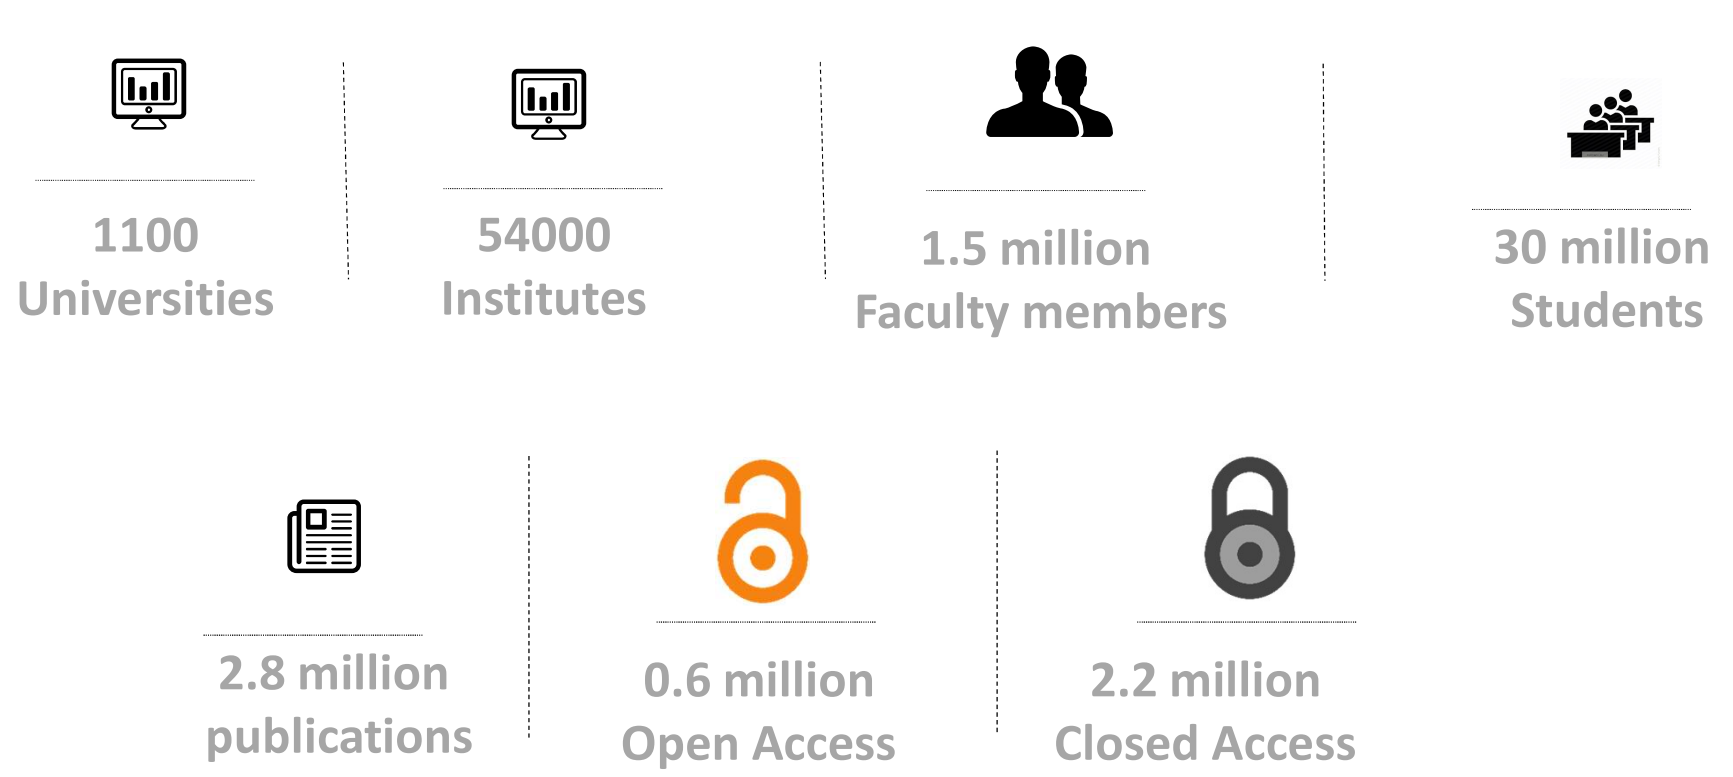 1100
Universities
54000
Institutes
1.5 million
Faculty members
30 million
Students
2.8 million
publications
0.6 million
Open Access
2.2 million
Closed Access